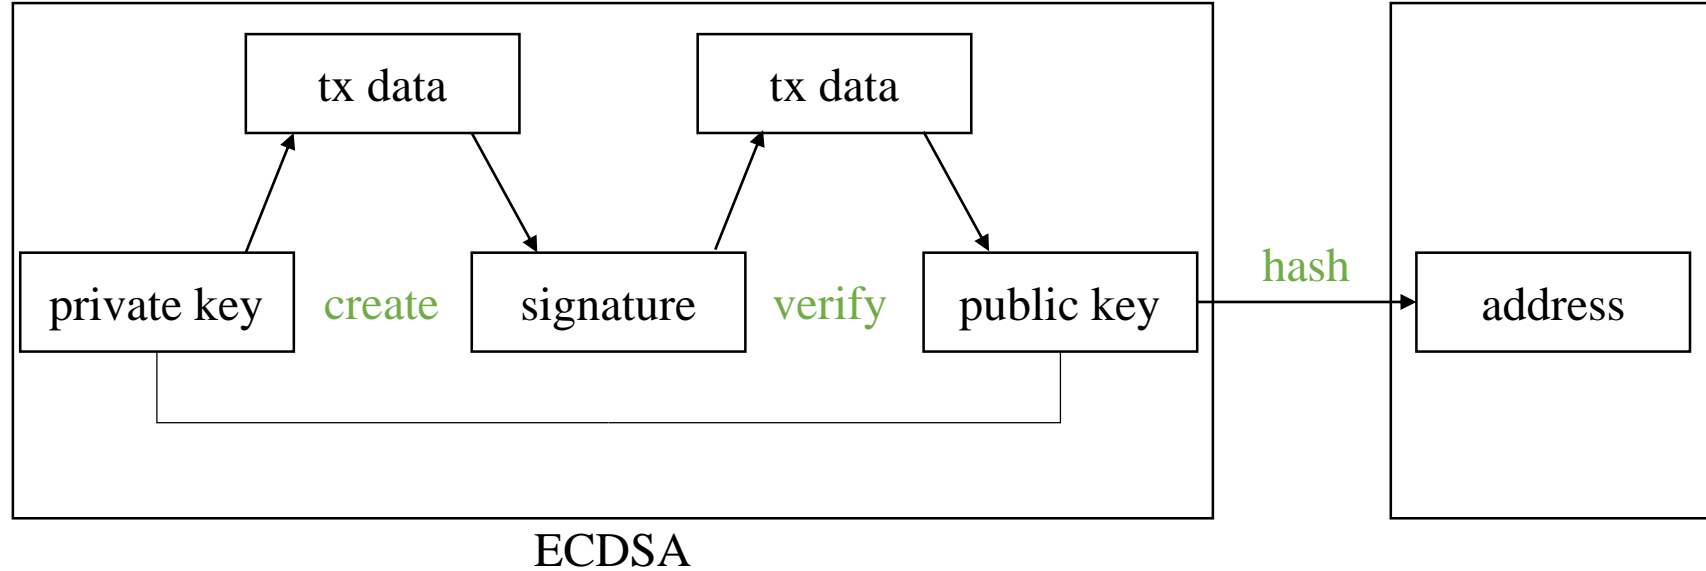 tx data
tx data
private key
create
signature
verify
public key
hash
address
ECDSA